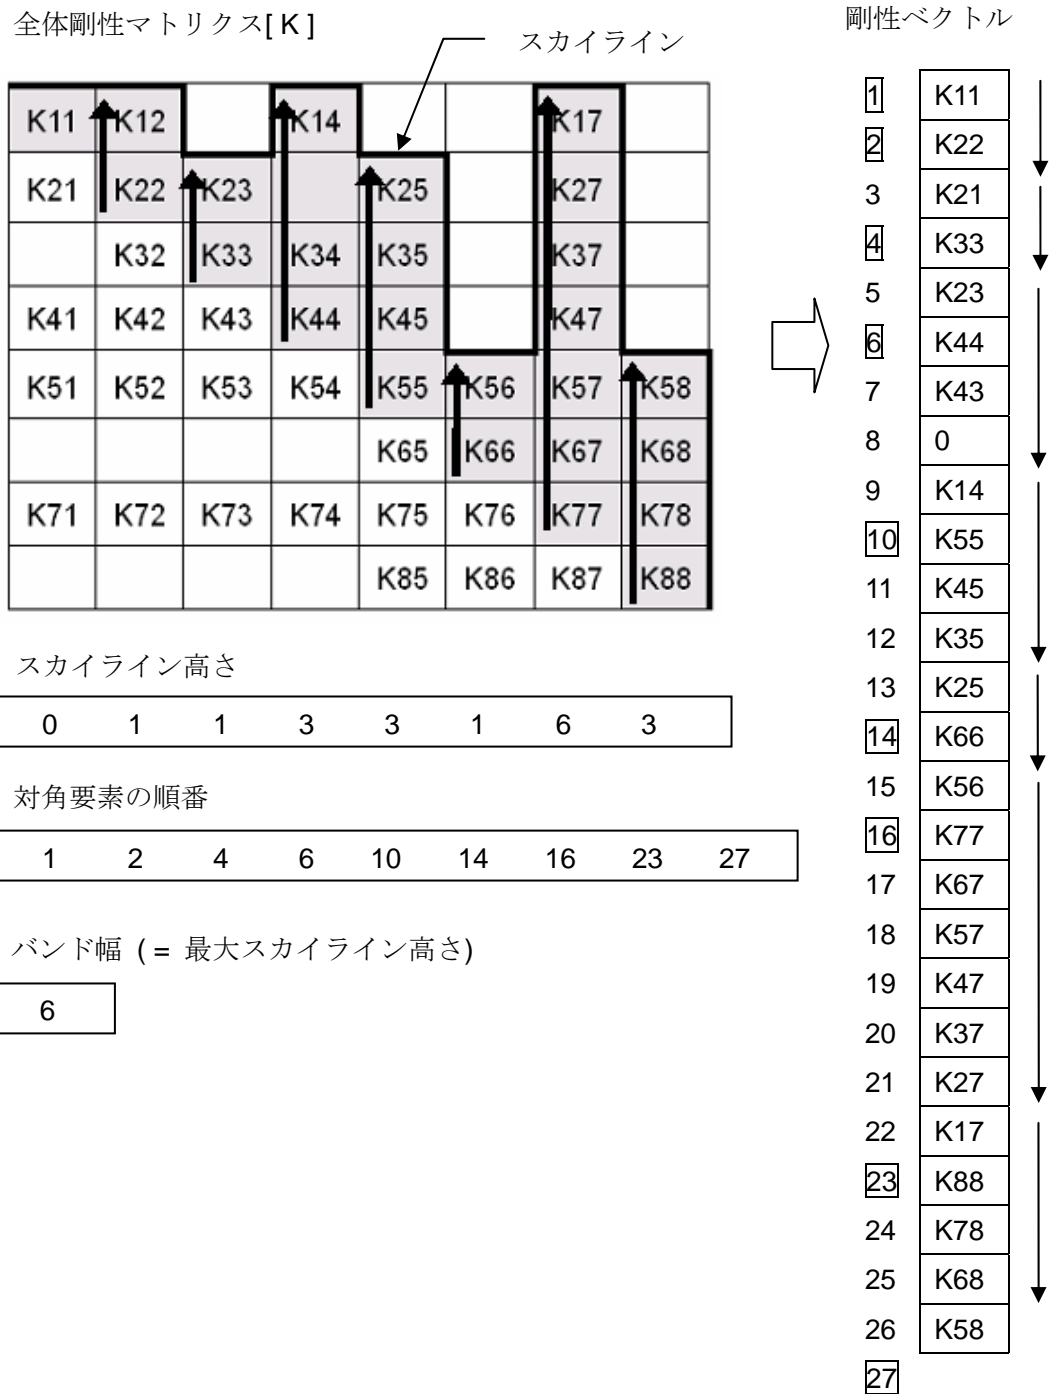 全体剛性マトリクス[ K ]
スカイライン
K11 K12 K14 K17
K21 K22 K23 K25 K27
K32 K33 K34 K35 K37
K41 K42 K43 K44 K45 K47
K51 K52 K53 K54 K55 K56 K57 K58
K65 K66 K67 K68
K71 K72 K73 K74 K75 K76 K77 K78
K85 K86 K87 K88
スカイライン高さ
0 1 1 3 3 1 6 3
対角要素の順番
1 2 4 6 10 14 16 23 27
バンド幅 ( = 最大スカイライン高さ)
6
剛性ベクトル
1 K11
2 K22
3 K21
4 K33
5 K23
6 K44
7 K43
8 0
9 K14
10 K55
11 K45
12 K35
13 K25
14 K66
15 K56
16 K77
17 K67
18 K57
19 K47
20 K37
21 K27
22 K17
23 K88
24 K78
25 K68
26 K58
27